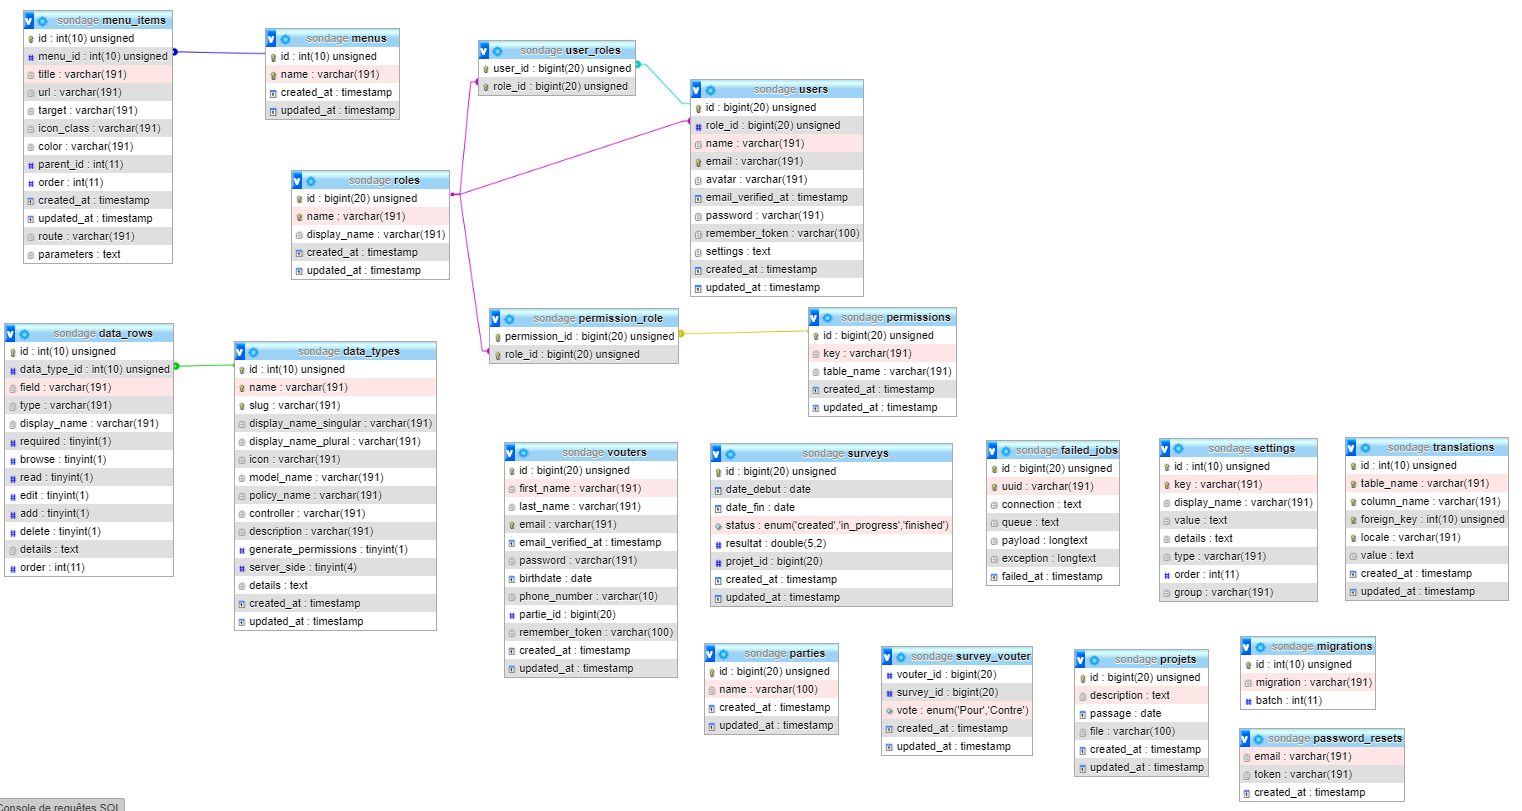 sondage menu_items
id : int(10) unsigned
menu_id : int(10) unsigned
title : varchar(191)
url : varchar(191)
target : varchar(191)
icon_class : varchar(191)
color : varchar(191)
parent_id : int(11)
order : int(11)
created_at : timestamp
updated_at : timestamp
route : varchar(191)
parameters : text
sondage menus
id : int(10) unsigned
name : varchar(191)
created_at : timestamp
updated_at : timestamp
sondage user_roles
user_id : bigint(20) unsigned
role_id : bigint(20) unsigned
sondage users
id : bigint(20) unsigned
role_id : bigint(20) unsigned
name : varchar(191)
email : varchar(191)
avatar : varchar(191)
email_verified_at : timestamp
password : varchar(191)
remember_token : varchar(100)
settings : text
created_at : timestamp
updated_at : timestamp
sondage roles
id : bigint(20) unsigned
name : varchar(191)
display_name : varchar(191)
created_at : timestamp
updated_at : timestamp
sondage permission_role
permission_id : bigint(20) unsigned
role_id : bigint(20) unsigned
sondage permissions
id : bigint(20) unsigned
key : varchar(191)
table_name : varchar(191)
created_at : timestamp
updated_at : timestamp
sondage data_rows
id : int(10) unsigned
data_type_id : int(10) unsigned
field : varchar(191)
type : varchar(191)
display_name : varchar(191)
required : tinyint(1)
browse : tinyint(1)
read : tinyint(1)
edit : tinyint(1)
add : tinyint(1)
delete : tinyint(1)
details : text
order : int(11)
sondage data_types
id : int(10) unsigned
name : varchar(191)
slug : varchar(191)
display_name_singular : varchar(191)
display_name_plural : varchar(191)
icon : varchar(191)
model_name : varchar(191)
policy_name : varchar(191)
controller : varchar(191)
description : varchar(191)
generate_permissions : tinyint(1)
server_side : tinyint(4)
details : text
created_at : timestamp
updated_at : timestamp
sondage vouters
id : bigint(20) unsigned
first_name : varchar(191)
last_name : varchar(191)
email : varchar(191)
email_verified_at : timestamp
password : varchar(191)
birthdate : date
phone_number : varchar(10)
partie_id : bigint(20)
remember_token : varchar(100)
created_at : timestamp
updated_at : timestamp
sondage surveys
id : bigint(20) unsigned
date_debut : date
date_fin : date
status : enum('created','in_progress','finished')
resultat : double(5,2)
projet_id : bigint(20)
created_at : timestamp
updated_at : timestamp
sondage failed_jobs
id : bigint(20) unsigned
uuid : varchar(191)
connection : text
queue : text
payload : longtext
exception : longtext
failed_at : timestamp
sondage settings
id : int(10) unsigned
key : varchar(191)
display_name : varchar(191)
value : text
details : text
type : varchar(191)
order : int(11)
group : varchar(191)
sondage translations
id : int(10) unsigned
table_name : varchar(191)
column_name : varchar(191)
foreign_key : int(10) unsigned
locale : varchar(191)
value : text
created_at : timestamp
updated_at : timestamp
sondage parties
id : bigint(20) unsigned
name : varchar(100)
created_at : timestamp
updated_at : timestamp
sondage survey_vouter
vouter_id : bigint(20)
survey_id : bigint(20)
vote : enum('Pour','Contre')
created_at : timestamp
updated_at : timestamp
sondage projets
id : bigint(20) unsigned
description : text
passage : date
file : varchar(100)
created_at : timestamp
updated_at : timestamp
sondage migrations
id : int(10) unsigned
migration : varchar(191)
batch : int(11)
sondage password_resets
email : varchar(191)
token : varchar(191)
created_at : timestamp
Console de requêtes SQL